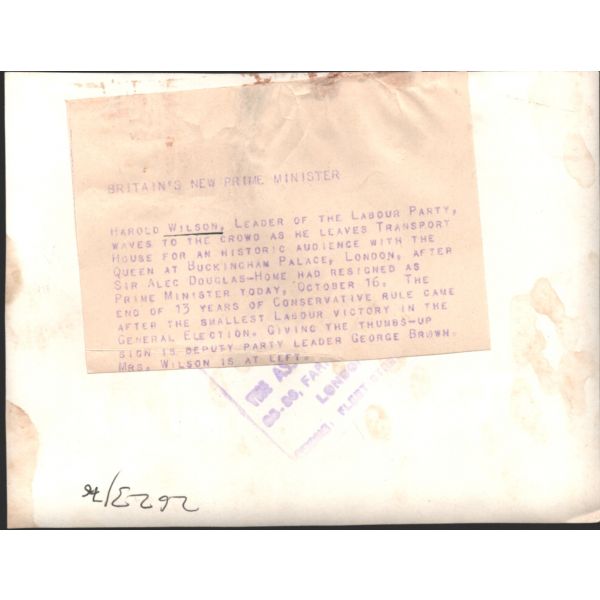 BRITAIN'S NEW PRIME MINISTER
HAROLD WILSON, LEADER OF THE LABOUR PARTY,
WAVES TO THE CROWD AS HE LEAVES TRANSPORT
HOUSE FOR AN HISTORIC AUDIENCE WITH THE
QUEEN AT BUCKINGHAM PALACE, LONDON, AFTER
SIR ALEC DOUGLAS-HOME HAD RESIGNED AS
PRIME MINISTER TODAY, OCTOBER 16. THE
END OF 13 YEARS OF CONSERVATIVE RULE CAME
AFTER THE SMALLEST LABOUR VICTORY IN THE
GENERAL ELECTION. GIVING THE THUMBS-UP
SIGN IS DEPUTY PARTY LEADER GEORGE BROWN.
MRS. WILSON IS AT LEFT.
THE
LONDON
FLEET